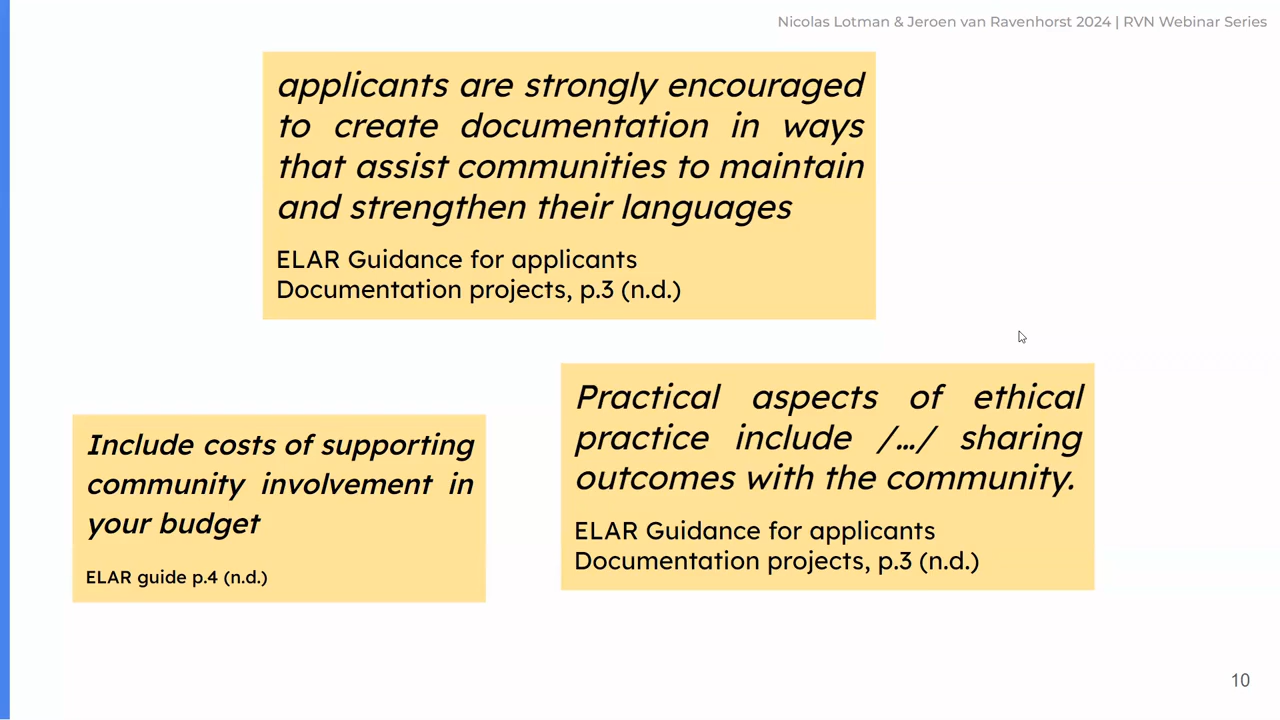 Nicolas Lotman & Jeroen van Ravenhorst 2024 | RVN Webinar Series
applicants are strongly encouraged
to create documentation in ways
that assist communities to maintain
and strengthen their languages
ELAR Guidance for applicants
Documentation projects, p.3 (n.d.)
Include costs of supporting
community involvement in
your budget
ELAR guide p.4 (n.d.)
Practical aspects of ethical
practice include /…/ sharing
outcomes with the community.
ELAR Guidance for applicants
Documentation projects, p.3 (n.d.)
10